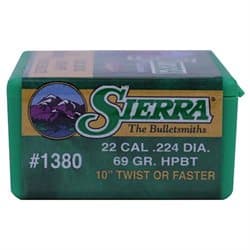 SIERRA
The Bulletsmiths
#1380
22 CAL .224 DIA.
69 GR. HPBT
10" TWIST OR FASTER